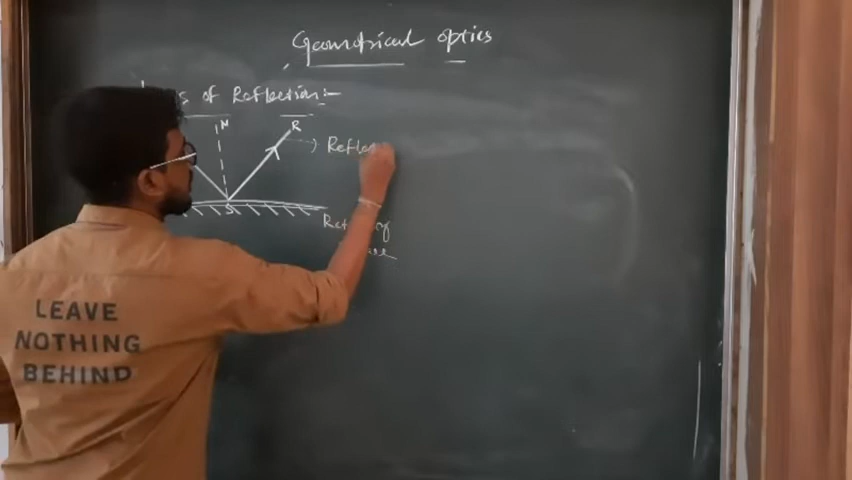 Geometrical optics
of Reflection:-
N
R
Reflec
S
LEAVE
NOTHING
BEHIND